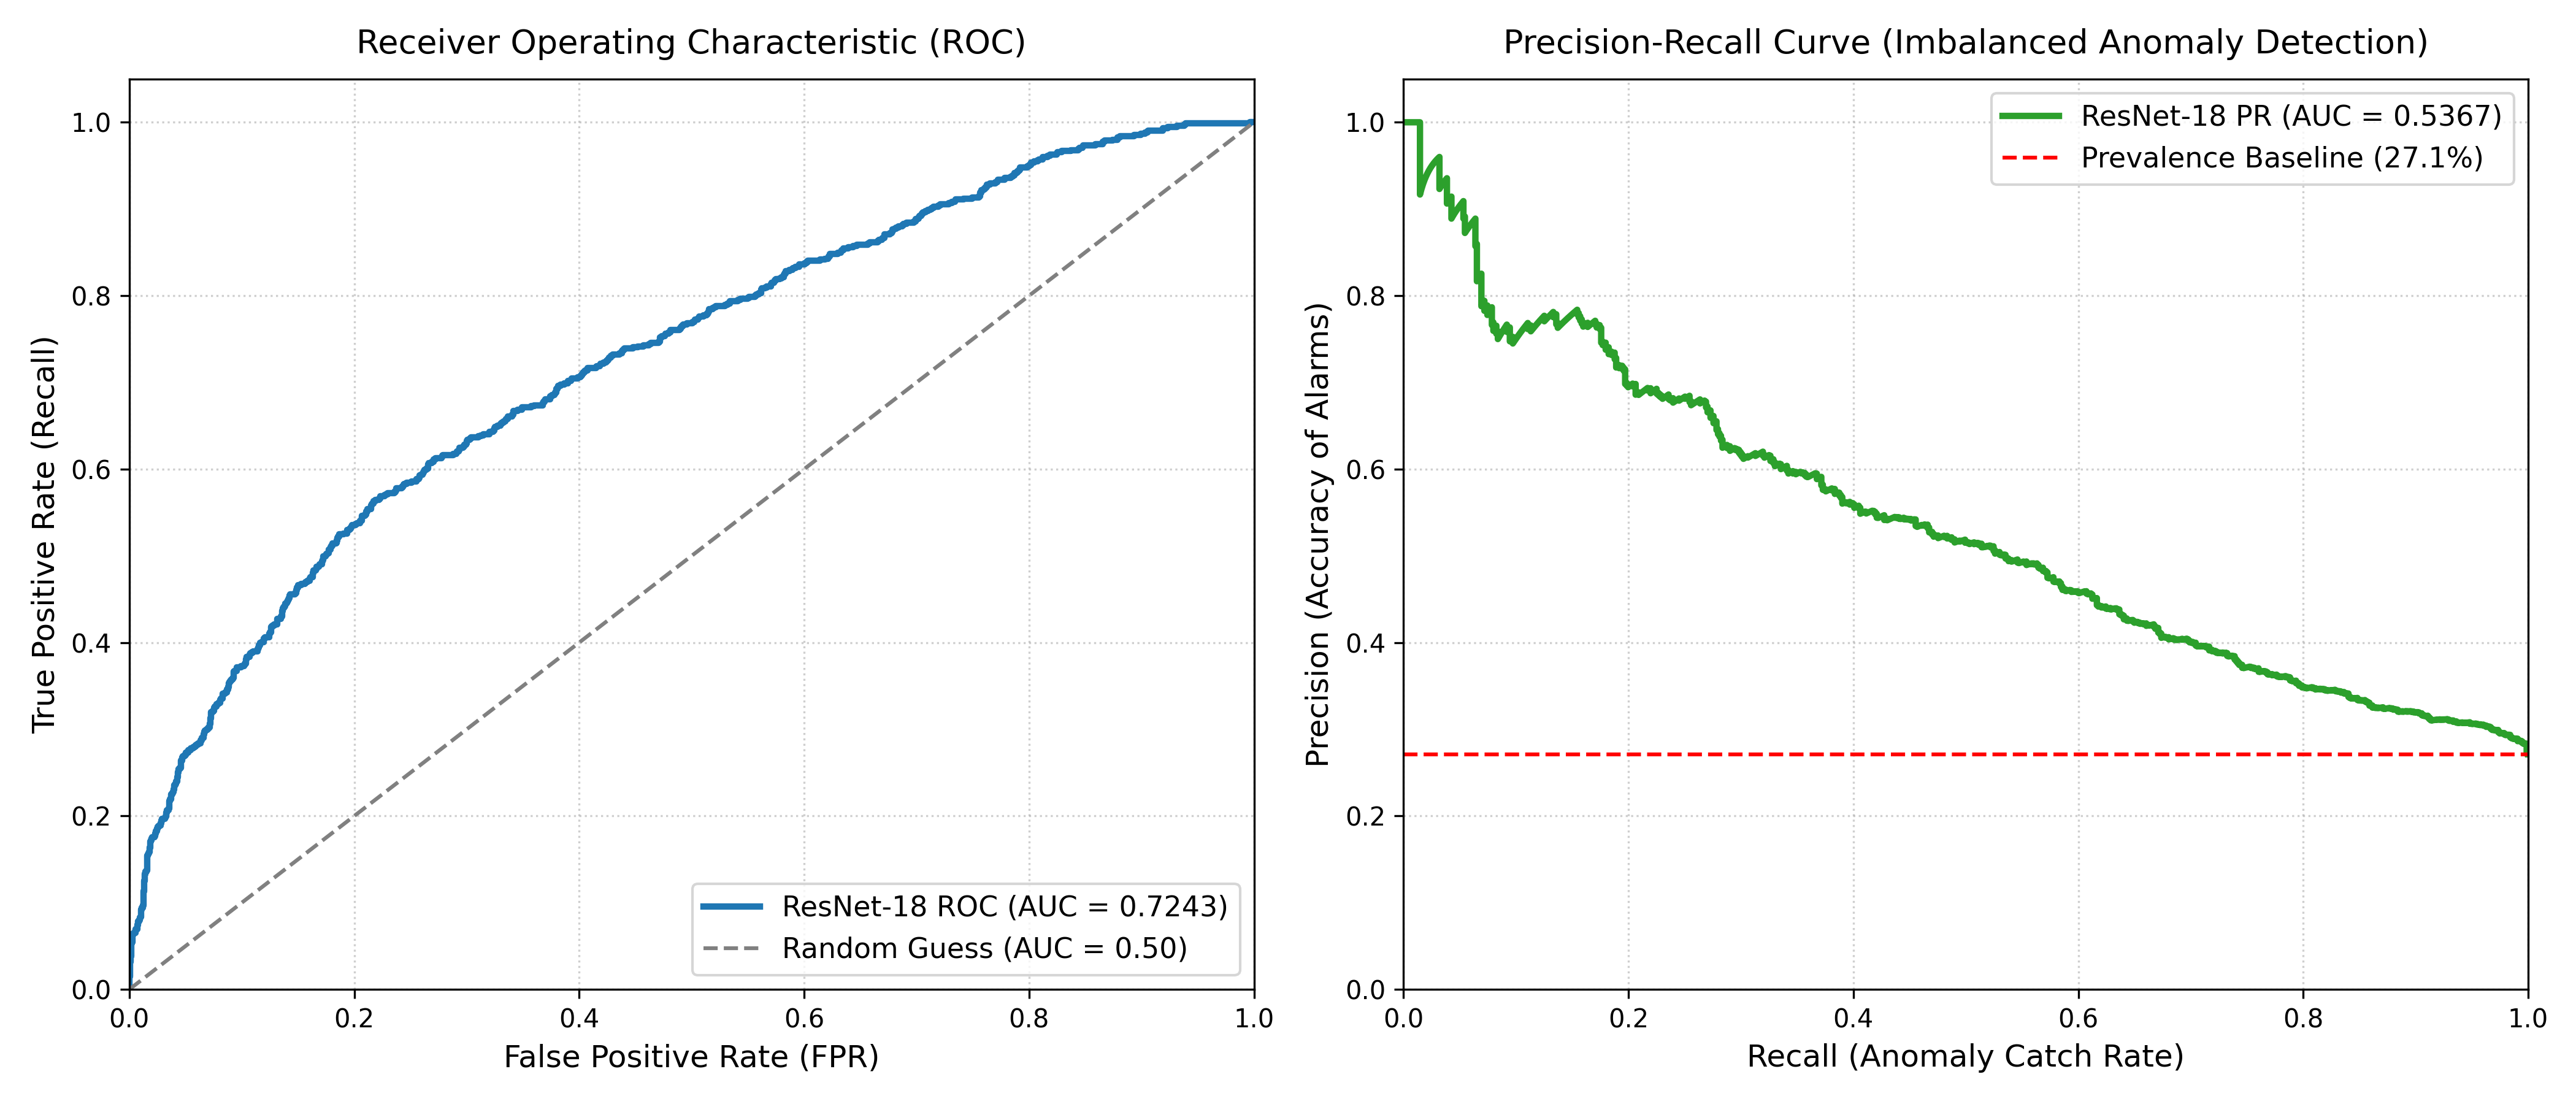 Receiver Operating Characteristic (ROC)
True Positive Rate (Recall)
1.0
0.8
0.6
0.4
0.2
0.0
0.0 0.2 0.4 0.6 0.8 1.0
False Positive Rate (FPR)
ResNet-18 ROC (AUC = 0.7243)
Random Guess (AUC = 0.50)
Precision-Recall Curve (Imbalanced Anomaly Detection)
Precision (Accuracy of Alarms)
1.0
0.8
0.6
0.4
0.2
0.0
0.0 0.2 0.4 0.6 0.8 1.0
Recall (Anomaly Catch Rate)
ResNet-18 PR (AUC = 0.5367)
Prevalence Baseline (27.1%)